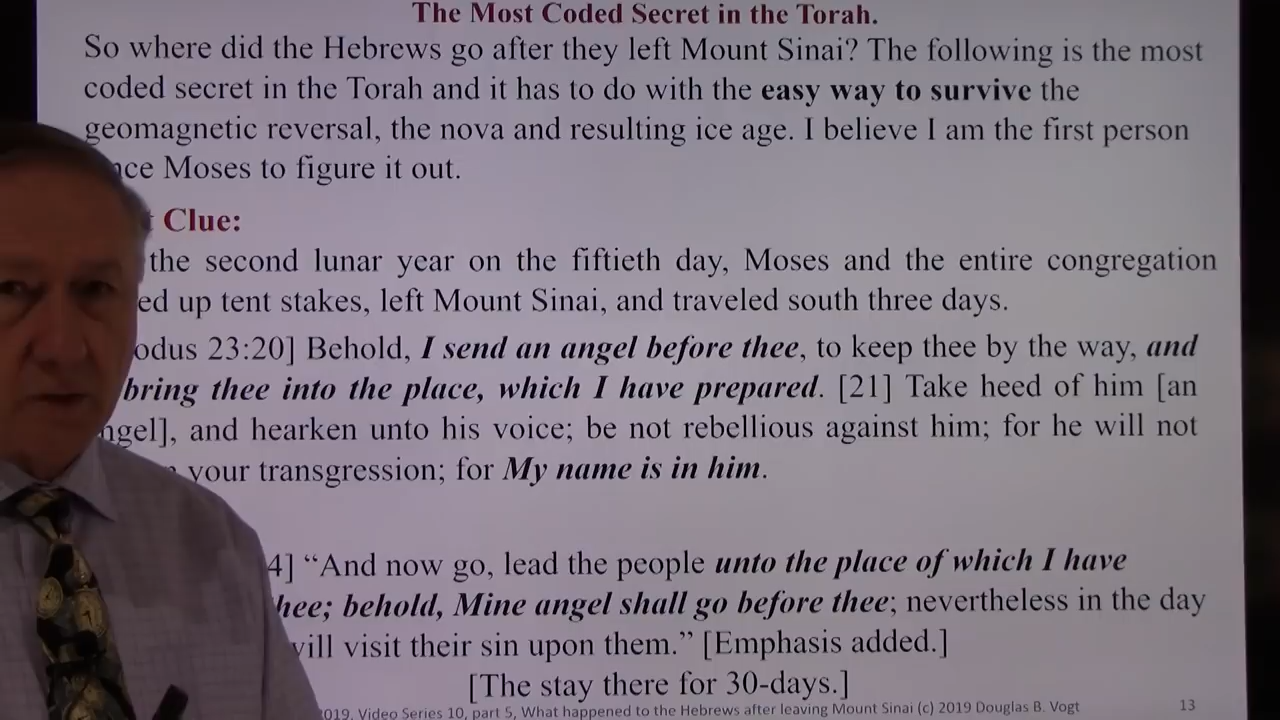 The Most Coded Secret in the Torah.
So where did the Hebrews go after they left Mount Sinai? The following is the most
coded secret in the Torah and it has to do with the easy way to survive the
geomagnetic reversal, the nova and resulting ice age. I believe I am the first person
Moses to figure it out.
Clue:
the second lunar year on the fiftieth day, Moses and the entire congregation
up tent stakes, left Mount Sinai, and traveled south three days.
23:20] Behold, I send an angel before thee, to keep thee by the way, and
bring thee into the place, which I have prepared. [21] Take heed of him [an
and hearken unto his voice; be not rebellious against him; for he will not
your transgression; for My name is in him.
4] “And now go, lead the people unto the place of which I have
behold, Mine angel shall go before thee; nevertheless in the day
visit their sin upon them.” [Emphasis added.]
[The stay there for 30-days.]
2019, Video Series 10, part 5, What happened to the Hebrews after leaving Mount Sinai (c) 2019 Douglas B. Vogt
13